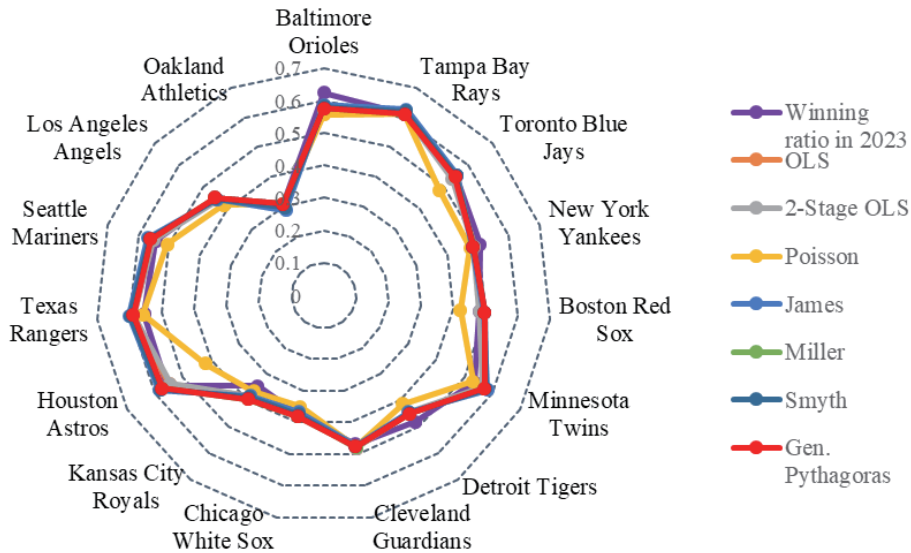 Baltimore
Orioles
Tampa Bay
Rays
Toronto Blue
Jays
New York
Yankees
Boston Red
Sox
Minnesota
Twins
Detroit Tigers
Cleveland
Guardians
Chicago
White Sox
Kansas City
Royals
Houston
Astros
Texas
Rangers
Seattle
Mariners
Los Angeles
Angels
Oakland
Athletics
0.7
0.6
0.5
0.4
0.3
0.2
0.1
0
Winning
ratio in 2023
OLS
2-Stage OLS
Poisson
James
Miller
Smyth
Gen.
Pythagoras